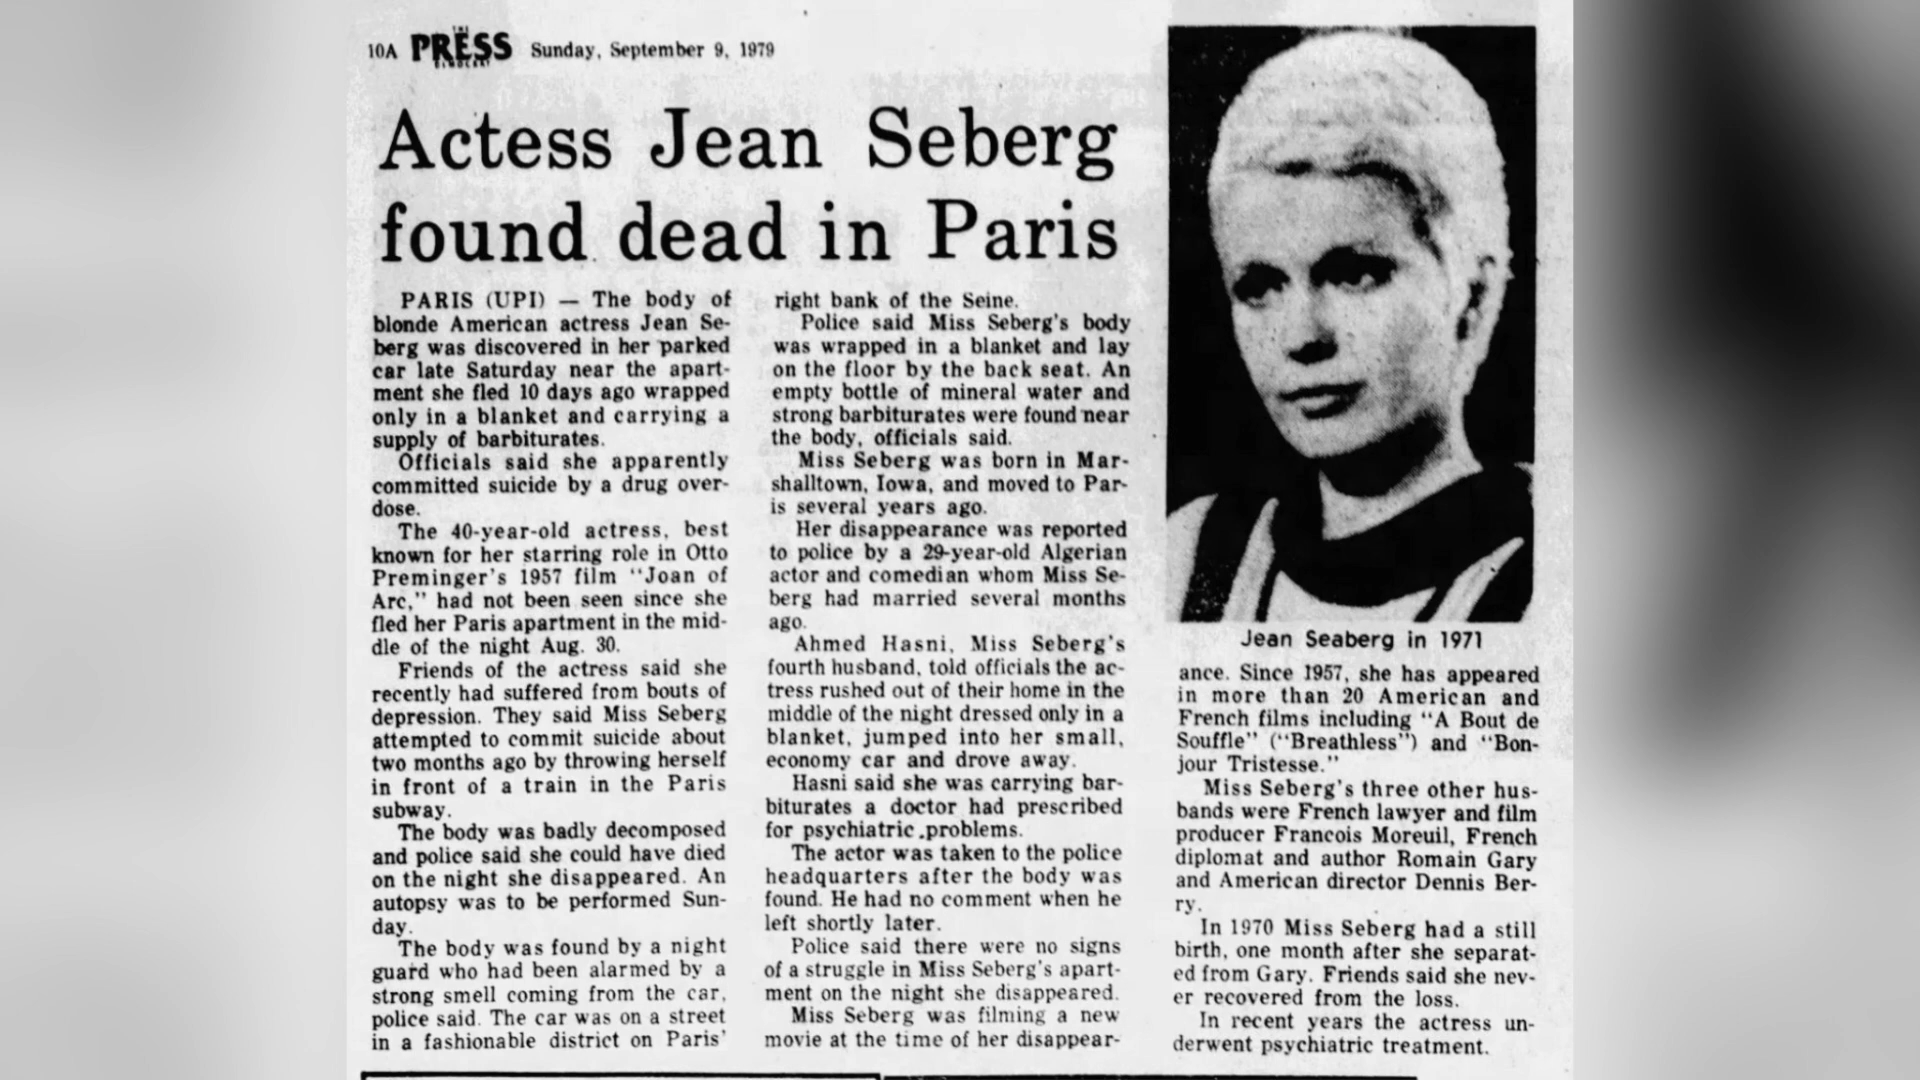 10A THE PRESS DEMOCRAT Sunday, September 9, 1979
Actess Jean Seberg
found dead in Paris
PARIS (UPI) — The body of
blonde American actress Jean Se-
berg was discovered in her parked
car late Saturday near the apart-
ment she fled 10 days ago wrapped
only in a blanket and carrying a
supply of barbiturates.
Officials said she apparently
committed suicide by a drug over-
dose.
The 40-year-old actress, best
known for her starring role in Otto
Preminger's 1957 film "Joan of
Arc," had not been seen since she
fled her Paris apartment in the mid-
dle of the night Aug. 30.
Friends of the actress said she
recently had suffered from bouts of
depression. They said Miss Seberg
attempted to commit suicide about
two months ago by throwing herself
in front of a train in the Paris
subway.
The body was badly decomposed
and police said she could have died
on the night she disappeared. An
autopsy was to be performed Sun-
day.
The body was found by a night
guard who had been alarmed by a
strong smell coming from the car,
police said. The car was on a street
in a fashionable district on Paris'
right bank of the Seine.
Police said Miss Seberg's body
was wrapped in a blanket and lay
on the floor by the back seat. An
empty bottle of mineral water and
strong barbiturates were found near
the body, officials said.
Miss Seberg was born in Mar-
shalltown, Iowa, and moved to Par-
is several years ago.
Her disappearance was reported
to police by a 29-year-old Algerian
actor and comedian whom Miss Se-
berg had married several months
ago.
Ahmed Hasni, Miss Seberg's
fourth husband, told officials the ac-
tress rushed out of their home in the
middle of the night dressed only in a
blanket, jumped into her small,
economy car and drove away.
Hasni said she was carrying bar-
biturates a doctor had prescribed
for psychiatric problems.
The actor was taken to the police
headquarters after the body was
found. He had no comment when he
left shortly later.
Police said there were no signs
of a struggle in Miss Seberg's apart-
ment on the night she disappeared.
Miss Seberg was filming a new
movie at the time of her disappear-
Jean Seaberg in 1971
ance. Since 1957, she has appeared
in more than 20 American and
French films including "A Bout de
Souffle" ("Breathless") and "Bon-
jour Tristesse."
Miss Seberg's three other hus-
bands were French lawyer and film
producer Francois Moreuil, French
diplomat and author Romain Gary
and American director Dennis Ber-
ry.
In 1970 Miss Seberg had a still
birth, one month after she separat-
ed from Gary. Friends said she nev-
er recovered from the loss.
In recent years the actress un-
derwent psychiatric treatment.